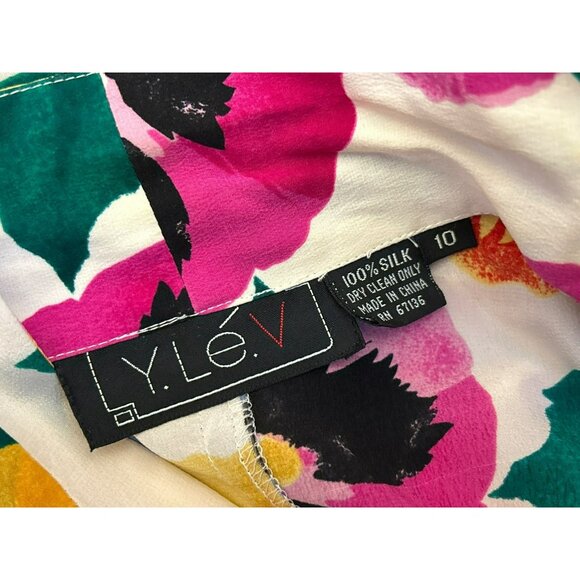 Y.Lé.V
100% SILK
DRY CLEAN ONLY
MADE IN CHINA
RN 67136
10